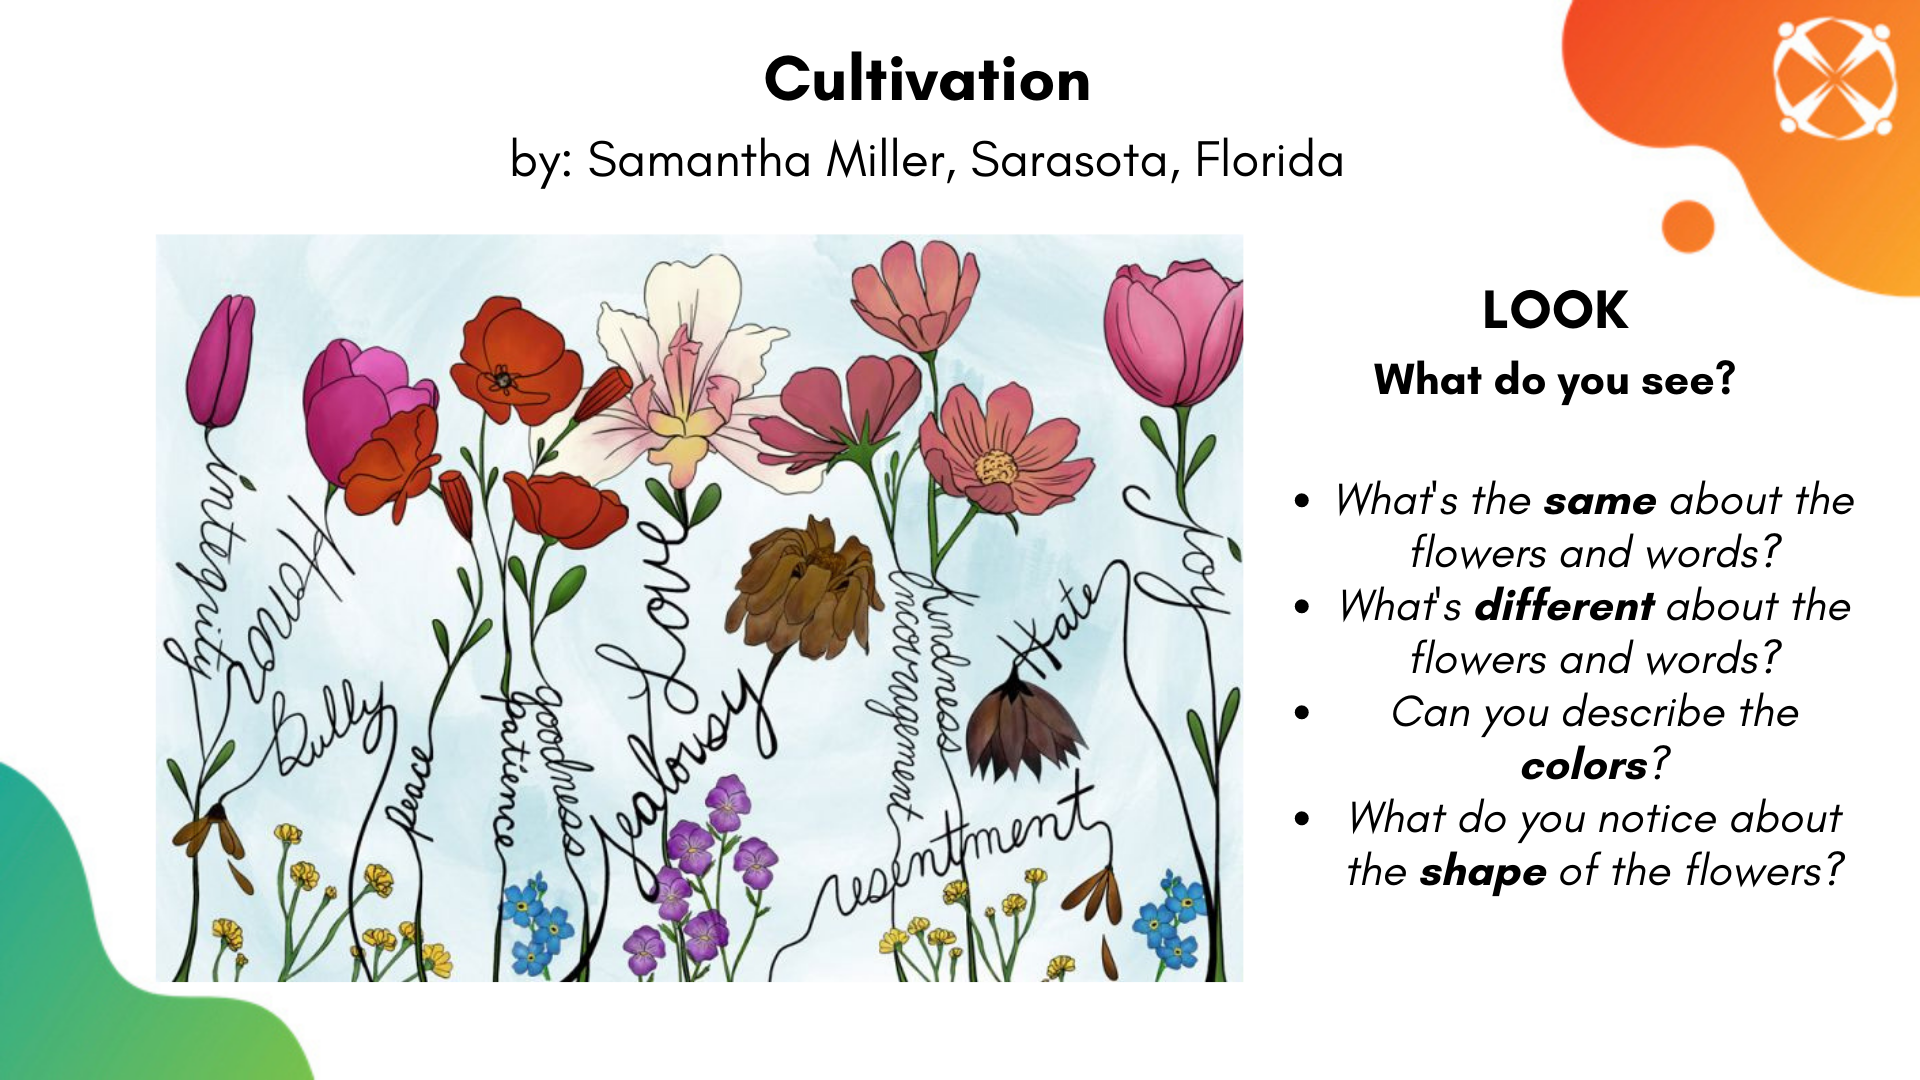 Cultivation
by: Samantha Miller, Sarasota, Florida
integrity
Honor
Bully
peace
patience
goodness
Love
Jealousy
encouragement
kindness
Hate
resentment
Joy
LOOK
What do you see?
• What's the same about the
flowers and words?
• What's different about the
flowers and words?
• Can you describe the
colors?
• What do you notice about
the shape of the flowers?